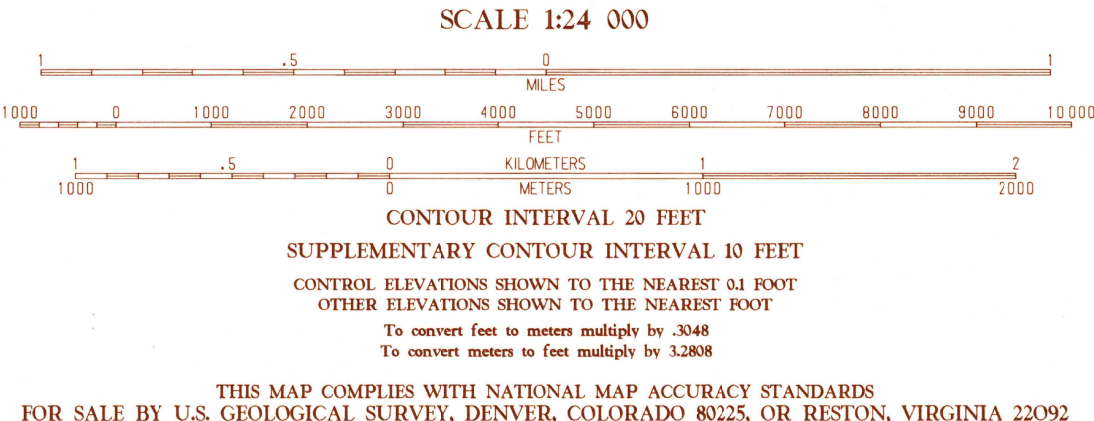 SCALE 1:24 000
1 .5 0 1
MILES
1000 0 1000 2000 3000 4000 5000 6000 7000 8000 9000 10 000
FEET
1 .5 0 KILOMETERS 1 2
1000 0 METERS 1000 2000
CONTOUR INTERVAL 20 FEET
SUPPLEMENTARY CONTOUR INTERVAL 10 FEET
CONTROL ELEVATIONS SHOWN TO THE NEAREST 0.1 FOOT
OTHER ELEVATIONS SHOWN TO THE NEAREST FOOT
To convert feet to meters multiply by .3048
To convert meters to feet multiply by 3.2808
THIS MAP COMPLIES WITH NATIONAL MAP ACCURACY STANDARDS
FOR SALE BY U.S. GEOLOGICAL SURVEY, DENVER, COLORADO 80225, OR RESTON, VIRGINIA 22092